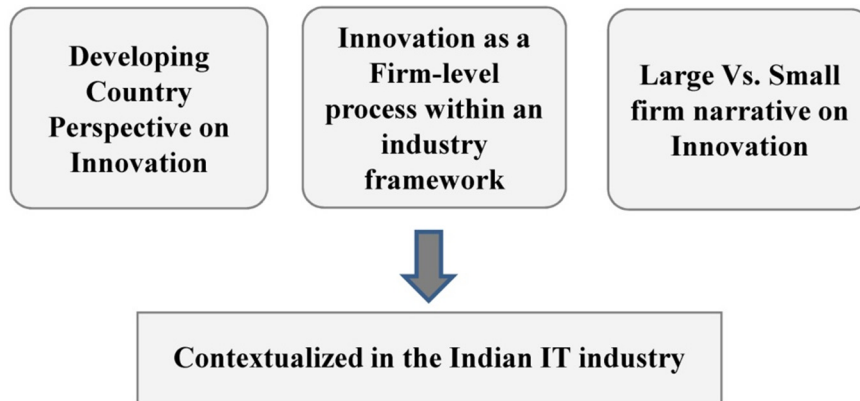 Developing
Country
Perspective on
Innovation
Innovation as a
Firm-level
process within an
industry
framework
Large Vs. Small
firm narrative on
Innovation
Contextualized in the Indian IT industry